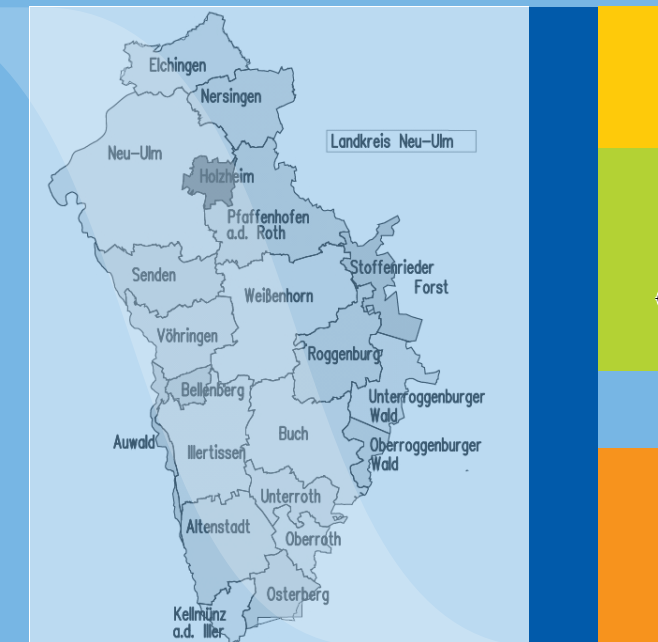 Elchingen
Nersingen
Landkreis Neu-Ulm
Neu-Ulm
Holzheim
Pfaffenhofen
a.d. Roth
Stoffenrieder
Forst
Senden
Weißenhorn
Vöhringen
Roggenburg
Bellenberg
Unterroggenburger
Wald
Auwald
Buch
Illertissen
Oberroggenburger
Wald
Unterroth
Altenstadt
Oberroth
Osterberg
Kellmünz
a.d. Iller